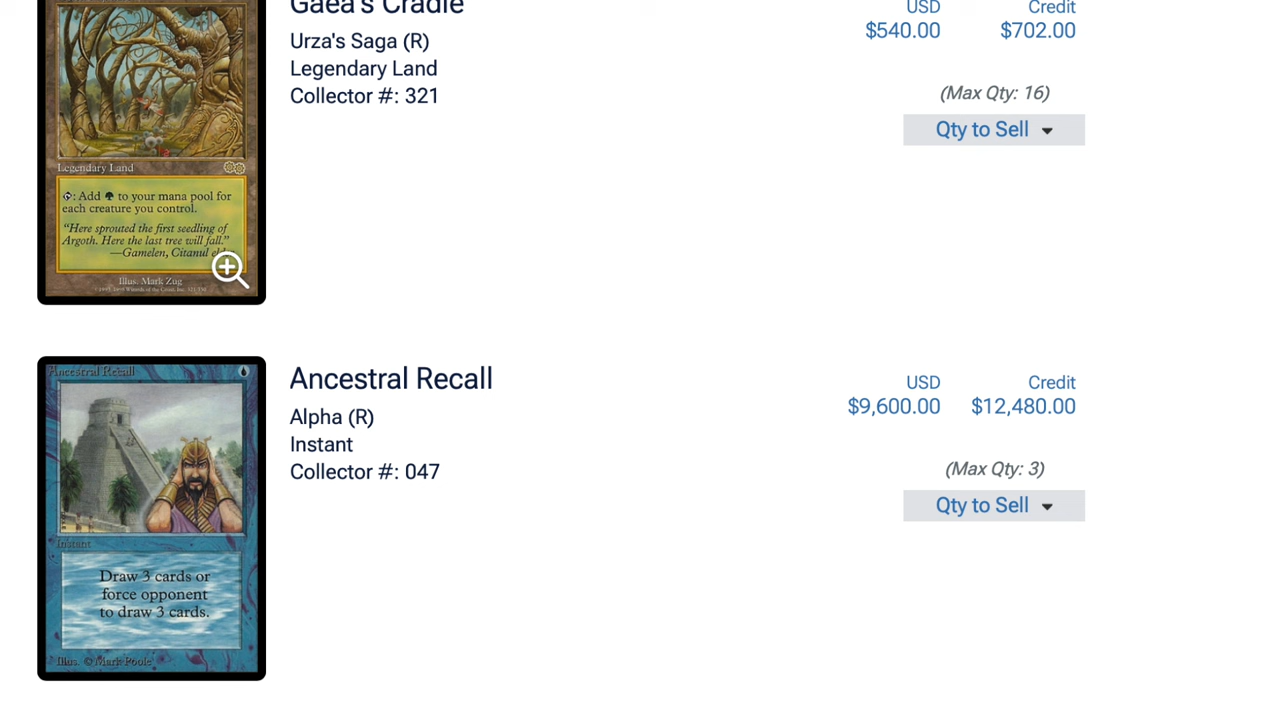 Gaea's Cradle
Urza's Saga (R)
Legendary Land
Collector #: 321
USD Credit
$540.00 $702.00
(Max Qty: 16)
Qty to Sell
Legendary Land
: Add to your mana pool for
each creature you control.
"Here sprouted the first seedling of
Argoth. Here the last tree will fall."
—Gamelen, Citanul
Illus. Mark Zug
Ancestral Recall
Alpha (R)
Instant
Collector #: 047
USD Credit
$9,600.00 $12,480.00
(Max Qty: 3)
Qty to Sell
Ancestral Recall
Instant
Draw 3 cards or
force opponent
to draw 3 cards.
Illus. © Mark Poole